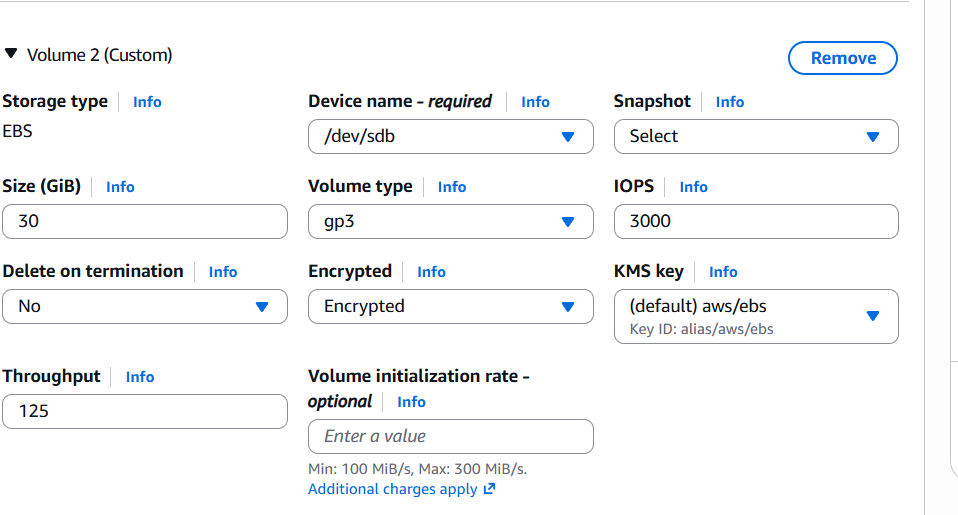 Volume 2 (Custom)
Remove
Storage type Info
EBS
Device name - required Info
/dev/sdb
Snapshot Info
Select
Size (GiB) Info
30
Volume type Info
gp3
IOPS Info
3000
Delete on termination Info
No
Encrypted Info
Encrypted
KMS key Info
(default) aws/ebs
Key ID: alias/aws/ebs
Throughput Info
125
Volume initialization rate -
optional Info
Enter a value
Min: 100 MiB/s, Max: 300 MiB/s.
Additional charges apply